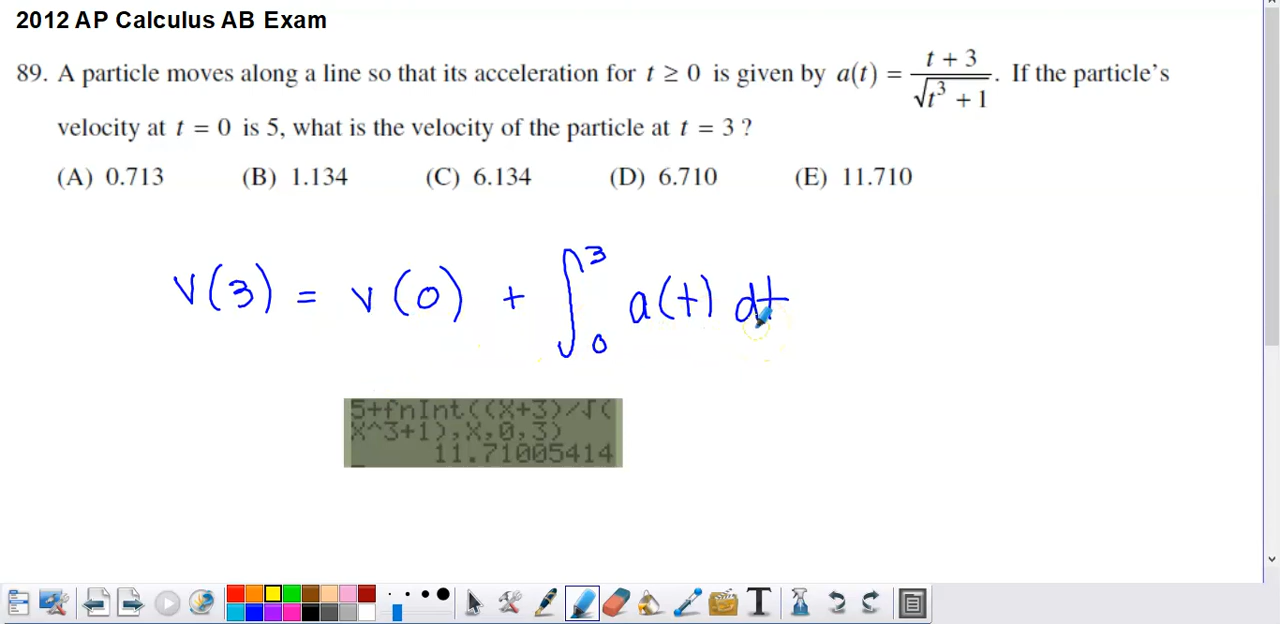 2012 AP Calculus AB Exam
89. A particle moves along a line so that its acceleration for t ≥ 0 is given by a(t) = (t + 3)/√(t³ + 1). If the particle's
velocity at t = 0 is 5, what is the velocity of the particle at t = 3 ?
(A) 0.713 (B) 1.134 (C) 6.134 (D) 6.710 (E) 11.710
v(3) = v(0) + ∫₀³ a(t) dt
5+fnInt((X+3)/√(
X^3+1),X,0,3)
11.71005414
T